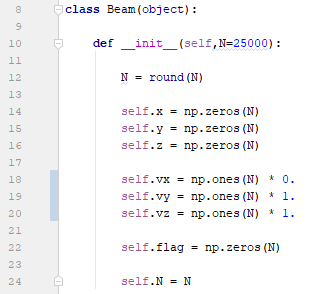 8 class Beam(object):
9
10 def __init__(self,N=25000):
11
12 N = round(N)
13
14 self.x = np.zeros(N)
15 self.y = np.zeros(N)
16 self.z = np.zeros(N)
17
18 self.vx = np.ones(N) * 0.
19 self.vy = np.ones(N) * 1.
20 self.vz = np.ones(N) * 1.
21
22 self.flag = np.zeros(N)
23
24 self.N = N